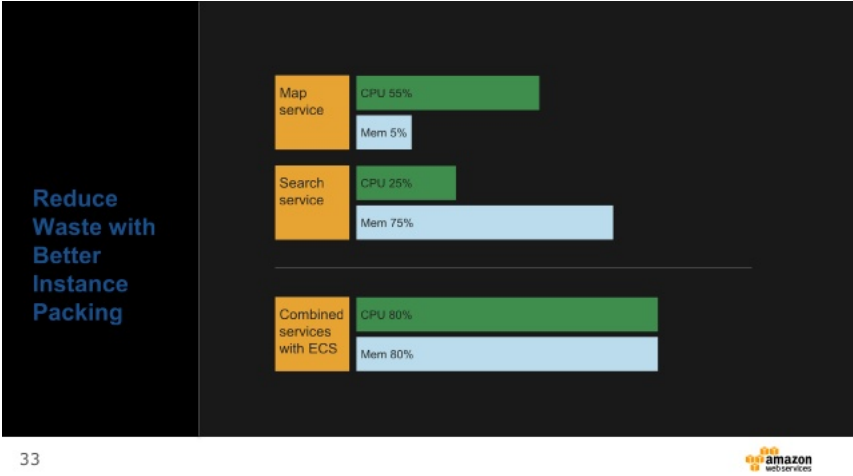 Reduce
Waste with
Better
Instance
Packing
Map
service
CPU 55%
Mem 5%
Search
service
CPU 25%
Mem 75%
Combined
services
with ECS
CPU 80%
Mem 80%
33
amazon
webservices